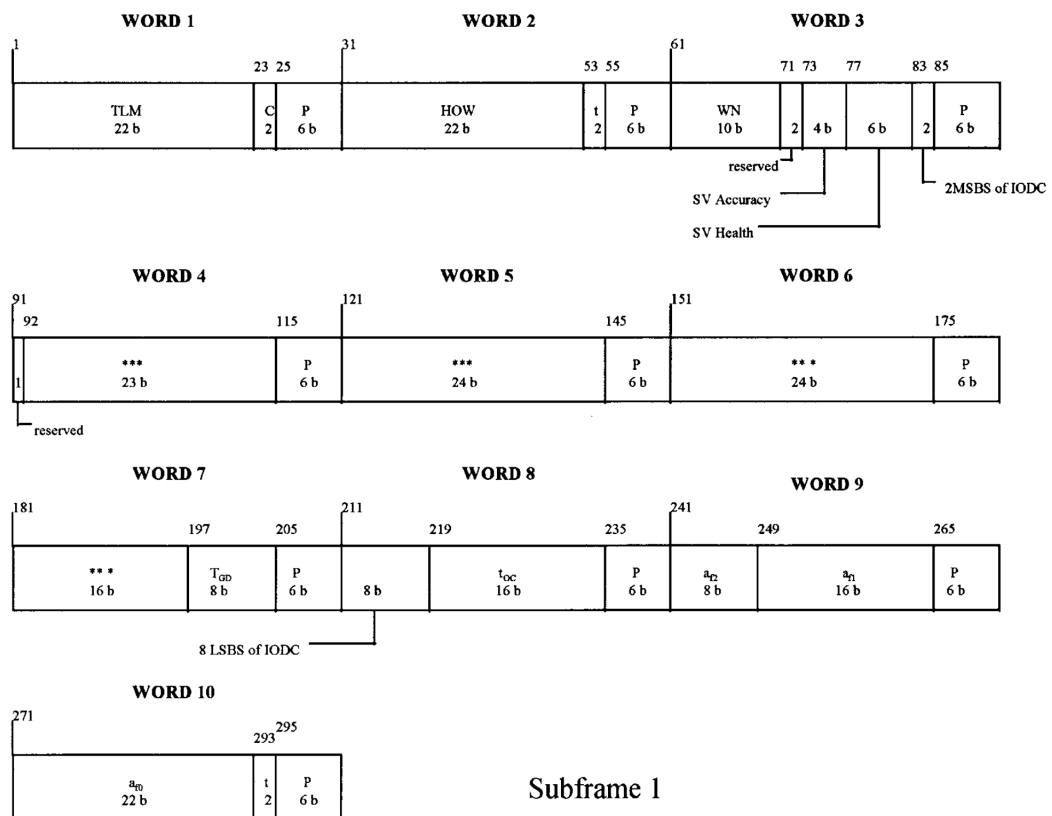 WORD 1 WORD 2 WORD 3
1 31 61
23 25 53 55 71 73 77 83 85
TLM C P HOW t P WN P
22 b 2 6 b 22 b 2 6 b 10 b 2 4 b 6 b 2 6 b
reserved
2MSBS of IODC
SV Accuracy
SV Health
WORD 4 WORD 5 WORD 6
91 121 151
92 115 145 175
*** P *** P *** P
1 23 b 6 b 24 b 6 b 24 b 6 b
reserved
WORD 7 WORD 8 WORD 9
181 211 241
197 205 219 235 249 265
*** T_GD P t_OC P a_f2 a_f1 P
16 b 8 b 6 b 8 b 16 b 6 b 8 b 16 b 6 b
8 LSBS of IODC
WORD 10
271 295
293
a_f0 t P
22 b 2 6 b
Subframe 1